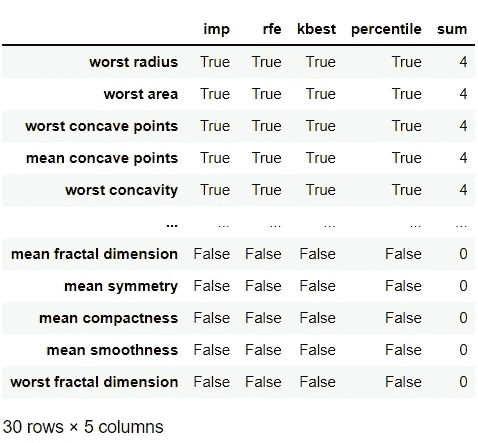 imp rfe kbest percentile sum
worst radius True True True True 4
worst area True True True True 4
worst concave points True True True True 4
mean concave points True True True True 4
worst concavity True True True True 4
... ... ... ... ... ...
mean fractal dimension False False False False 0
mean symmetry False False False False 0
mean compactness False False False False 0
mean smoothness False False False False 0
worst fractal dimension False False False False 0
30 rows × 5 columns